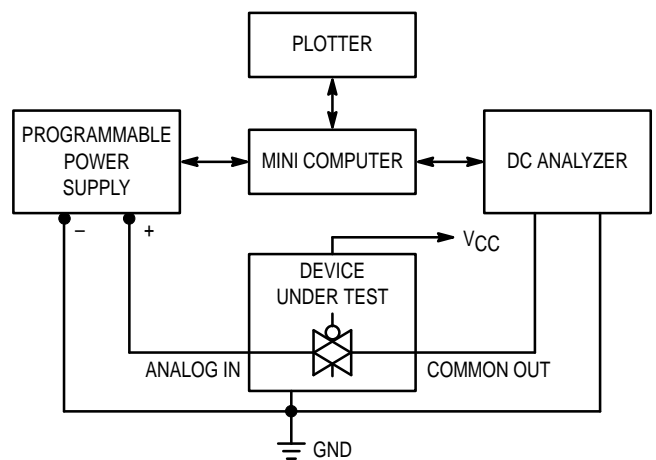 PLOTTER
PROGRAMMABLE
POWER
SUPPLY
MINI COMPUTER
DC ANALYZER
–
+
VCC
DEVICE
UNDER TEST
ANALOG IN
COMMON OUT
GND